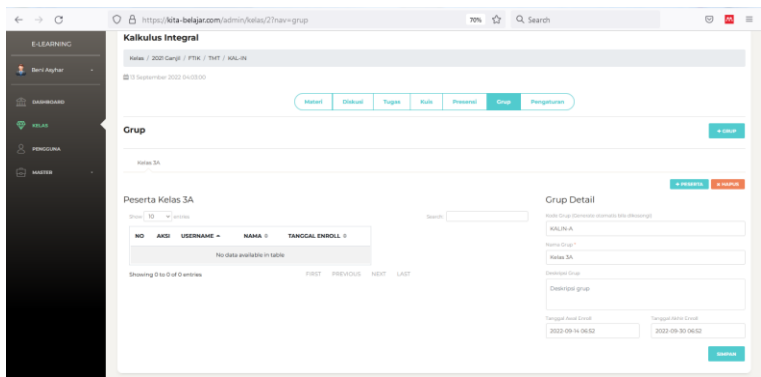 https://kita-belajar.com/admin/kelas/2?nav=grup
70%
Search
E-LEARNING
Beni Asyhar
DASHBOARD
KELAS
PENGGUNA
MASTER
Kalkulus Integral
Kelas / 2021 Ganjil / FTIK / TMT / KAL-IN
13 September 2022 04:03:00
Materi Diskusi Tugas Kuis Presensi Grup Pengaturan
Grup
+ GRUP
Kelas 3A
+ PESERTA
HAPUS
Peserta Kelas 3A
Show 10 entries
Search:
NO AKSI USERNAME NAMA TANGGAL ENROLL
No data available in table
Showing 0 to 0 of 0 entries
FIRST PREVIOUS NEXT LAST
Grup Detail
Kode Grup (Generate otomatis bila dikosongi)
KALIN-A
Nama Grup *
Kelas 3A
Deskripsi Grup
Deskripsi grup
Tanggal Awal Enroll
Tanggal Akhir Enroll
2022-09-14 06:52
2022-09-30 06:52
SIMPAN